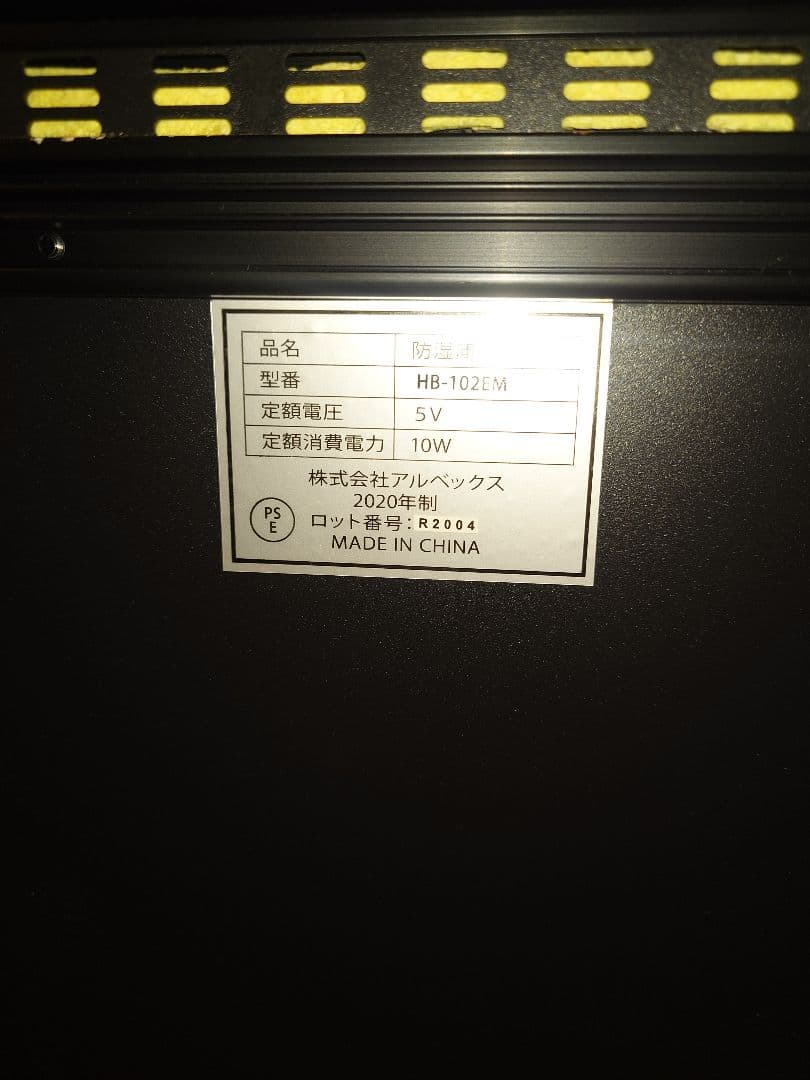 品名 防湿庫
型番 HB-102EM
定額電圧 5V
定額消費電力 10W
株式会社アルベックス
2020年制
PS
E
ロット番号：R2004
MADE IN CHINA